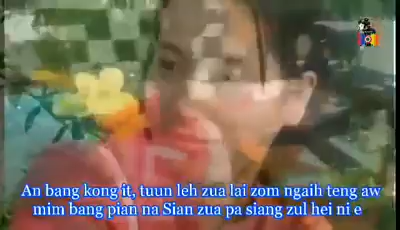 An bang kong it, tuun leh zua lai zom ngaih teng aw
mim bang pian na Sian zua pa siang zul hei ni e